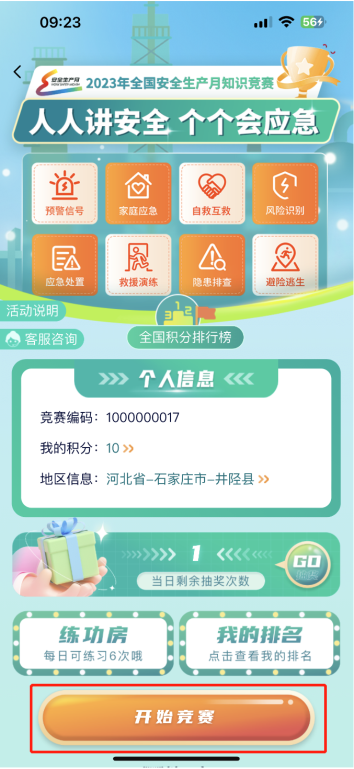 09:23
56
安全生产月
2023年全国安全生产月知识竞赛
人人讲安全 个个会应急
预警信号
家庭应急
自救互救
风险识别
应急处置
救援演练
隐患排查
避险逃生
活动说明
客服咨询
3 1 2
全国积分排行榜
个人信息
竞赛编码：1000000017
我的积分：10
地区信息：河北省-石家庄市-井陉县
1
当日剩余抽奖次数
GO
练功房
每日可练习6次哦
我的排名
点击查看我的排名
开始竞赛